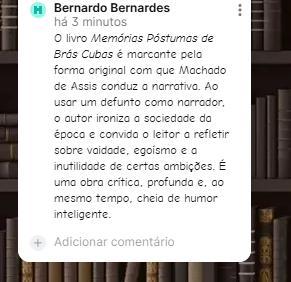 Bernardo Bernardes
há 3 minutos
O livro Memórias Póstumas de
Brás Cubas é marcante pela
forma original com que Machado
de Assis conduz a narrativa. Ao
usar um defunto como narrador,
o autor ironiza a sociedade da
época e convida o leitor a refletir
sobre vaidade, egoísmo e a
inutilidade de certas ambições. É
uma obra crítica, profunda e, ao
mesmo tempo, cheia de humor
inteligente.
Adicionar comentário